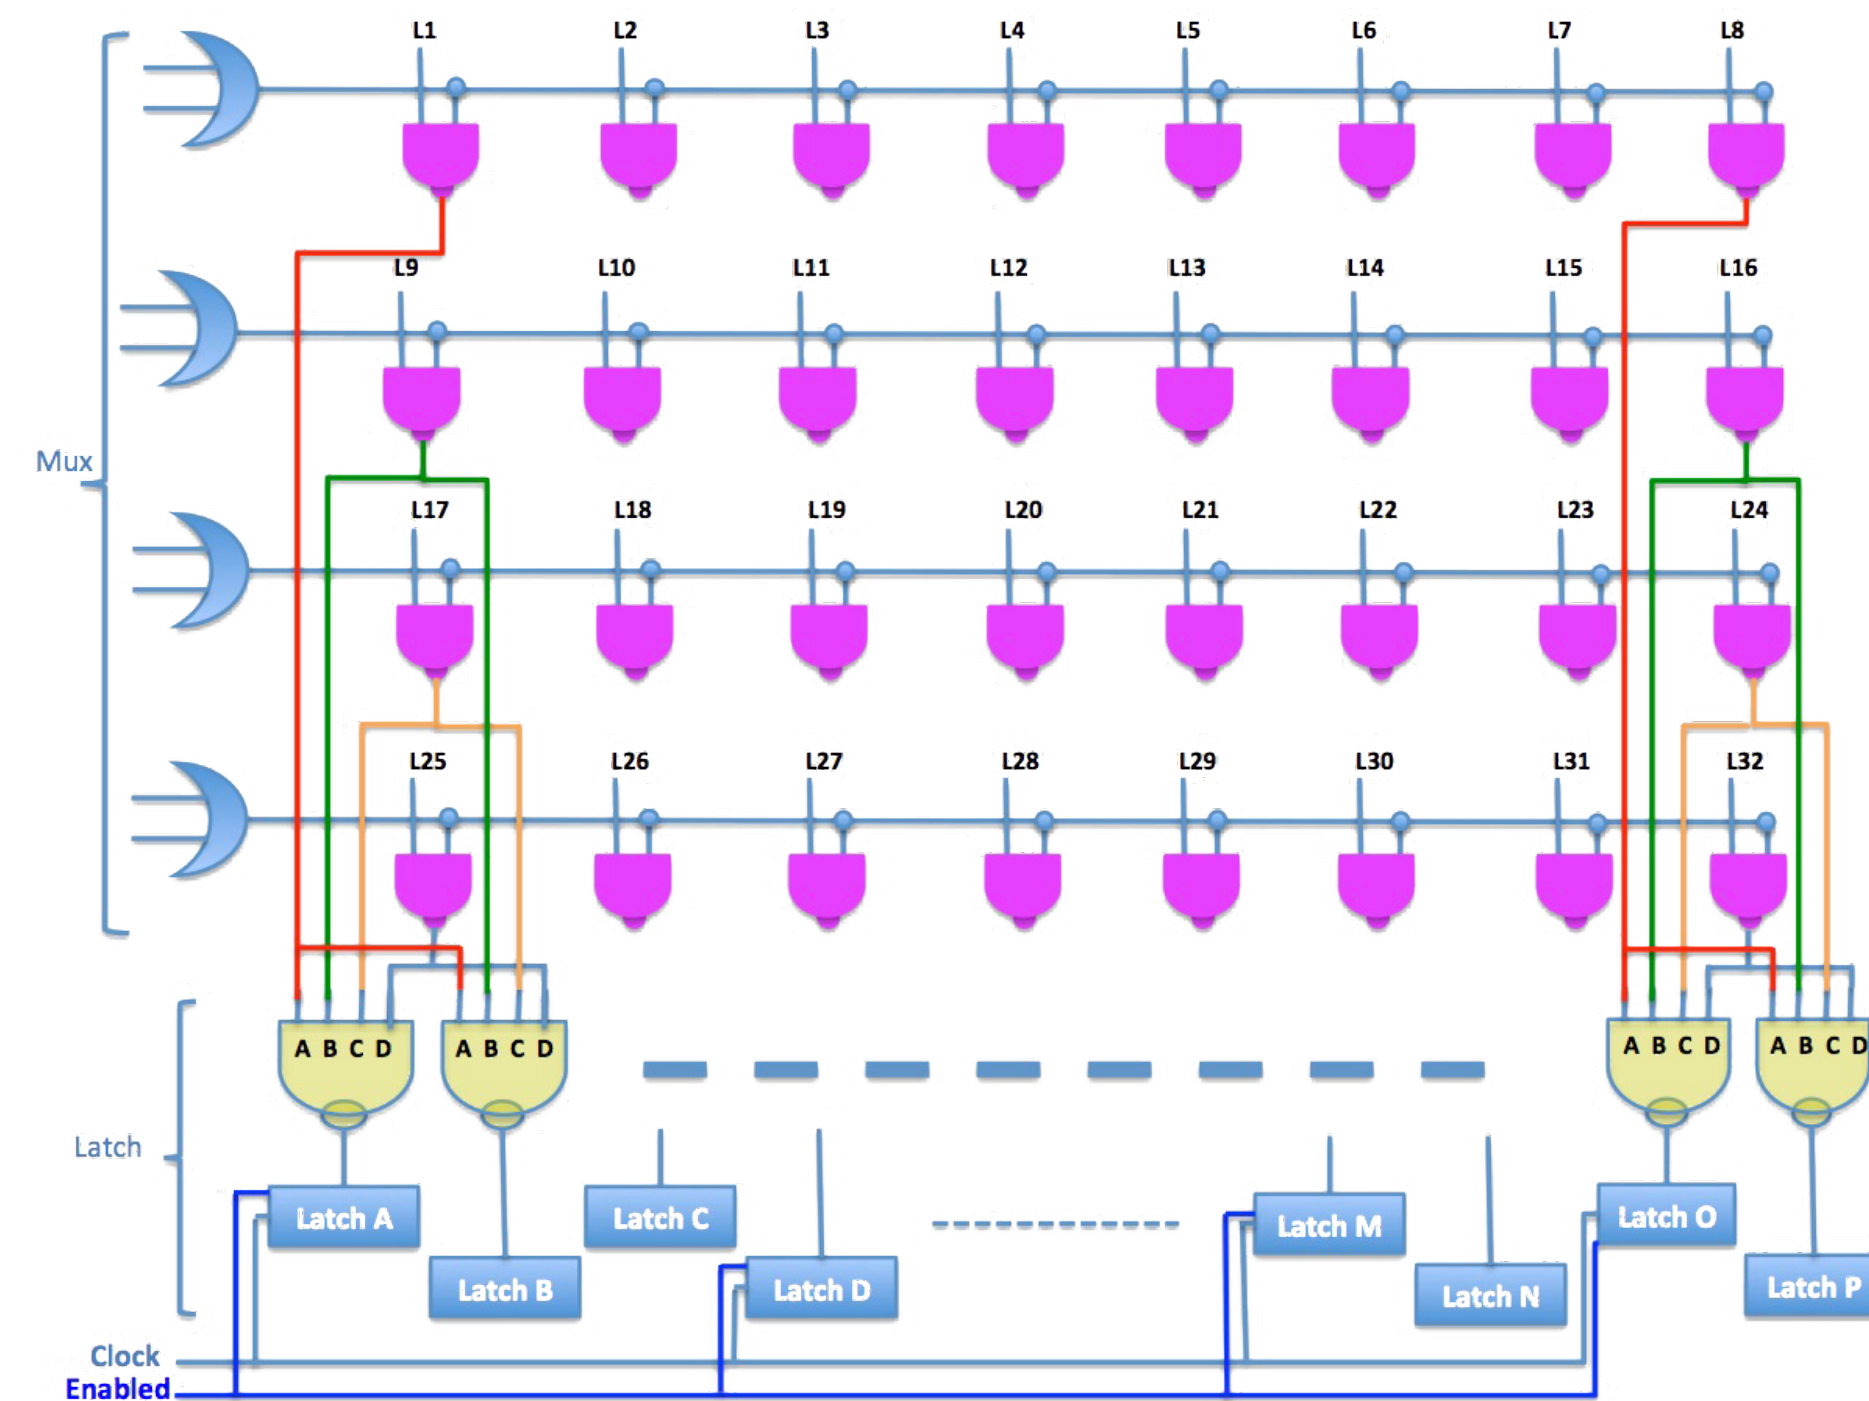 L1 L2 L3 L4 L5 L6 L7 L8
L9 L10 L11 L12 L13 L14 L15 L16
Mux
L17 L18 L19 L20 L21 L22 L23 L24
L25 L26 L27 L28 L29 L30 L31 L32
A B C D A B C D A B C D A B C D
Latch
Latch A Latch C Latch M Latch O
Latch B Latch D Latch N Latch P
Clock
Enabled